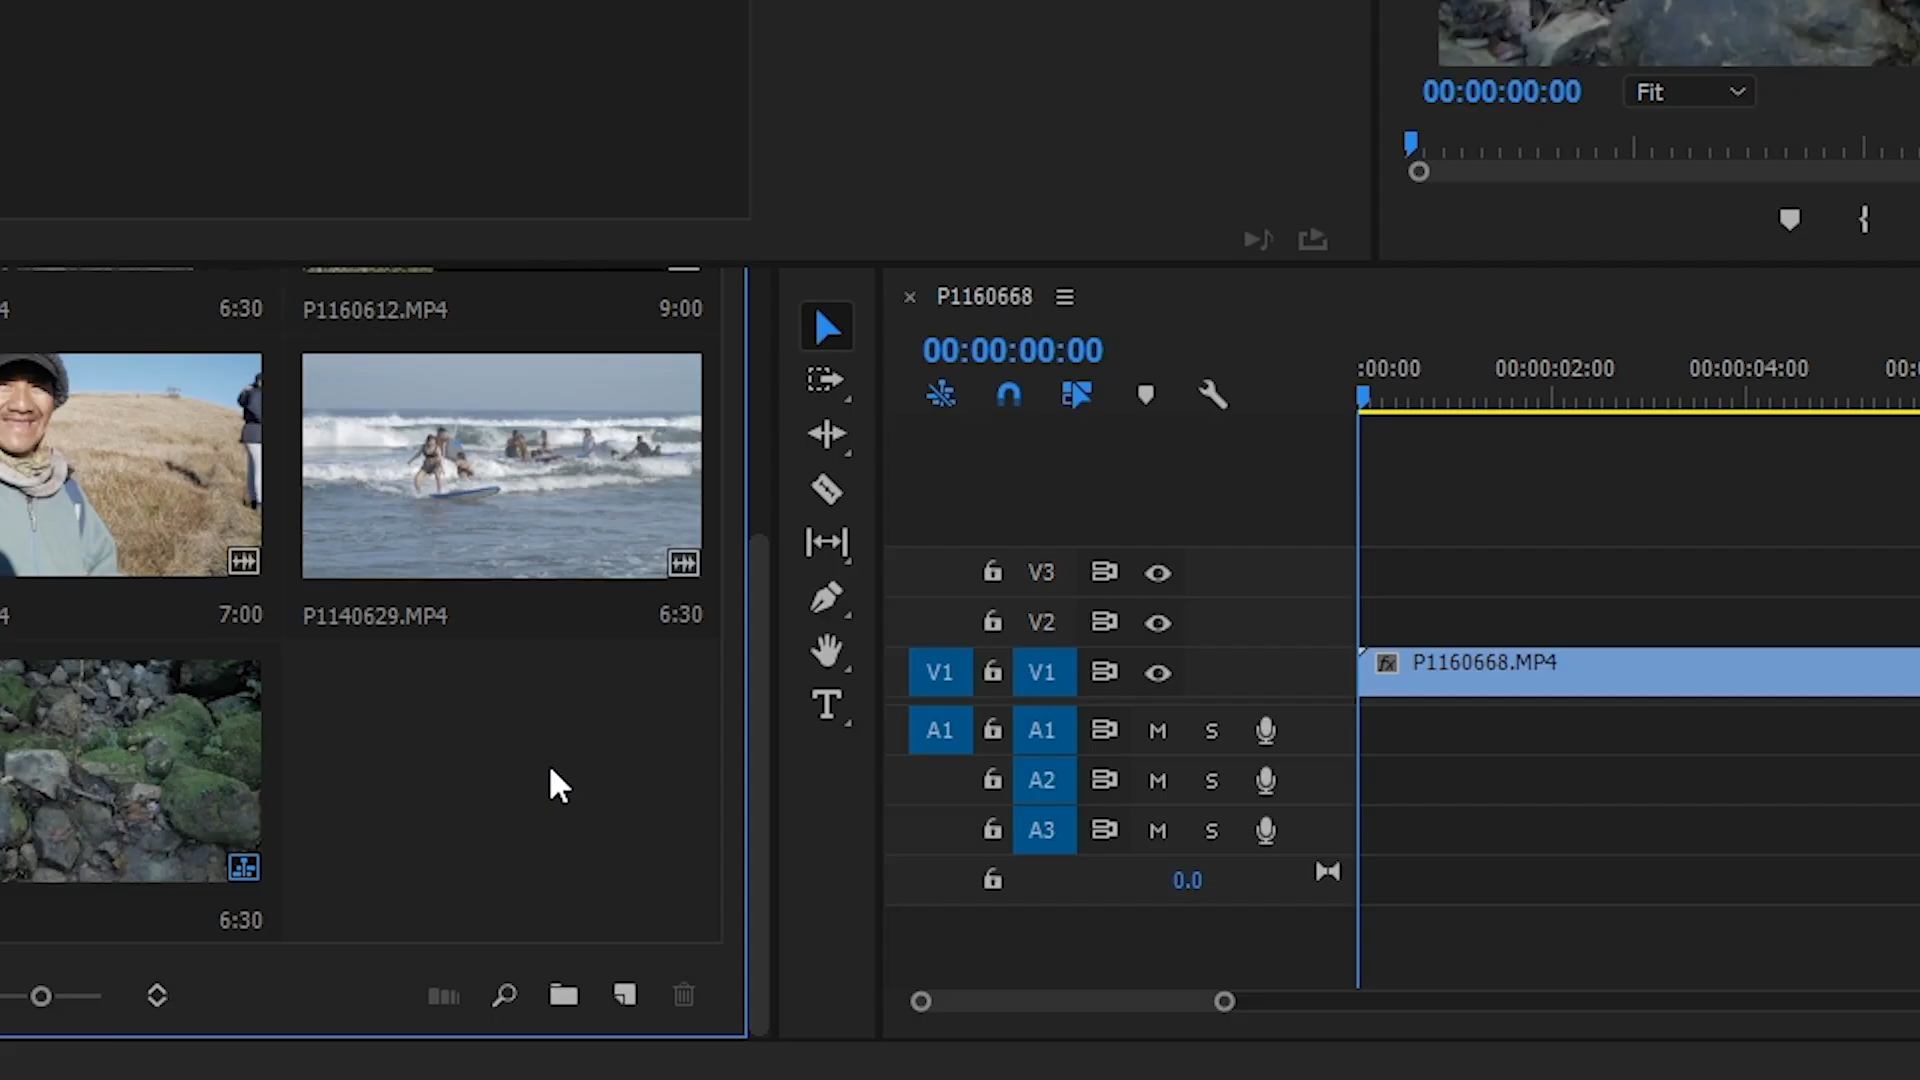 00:00:00:00 Fit
4 6:30 P1160612.MP4 9:00
P1160668
00:00:00:00
:00:00 00:00:02:00 00:00:04:00 00:
4 7:00 P1140629.MP4 6:30
V3
V2
V1 V1 fx P1160668.MP4
T
A1 A1 M S
A2 M S
A3 M S
0.0
6:30